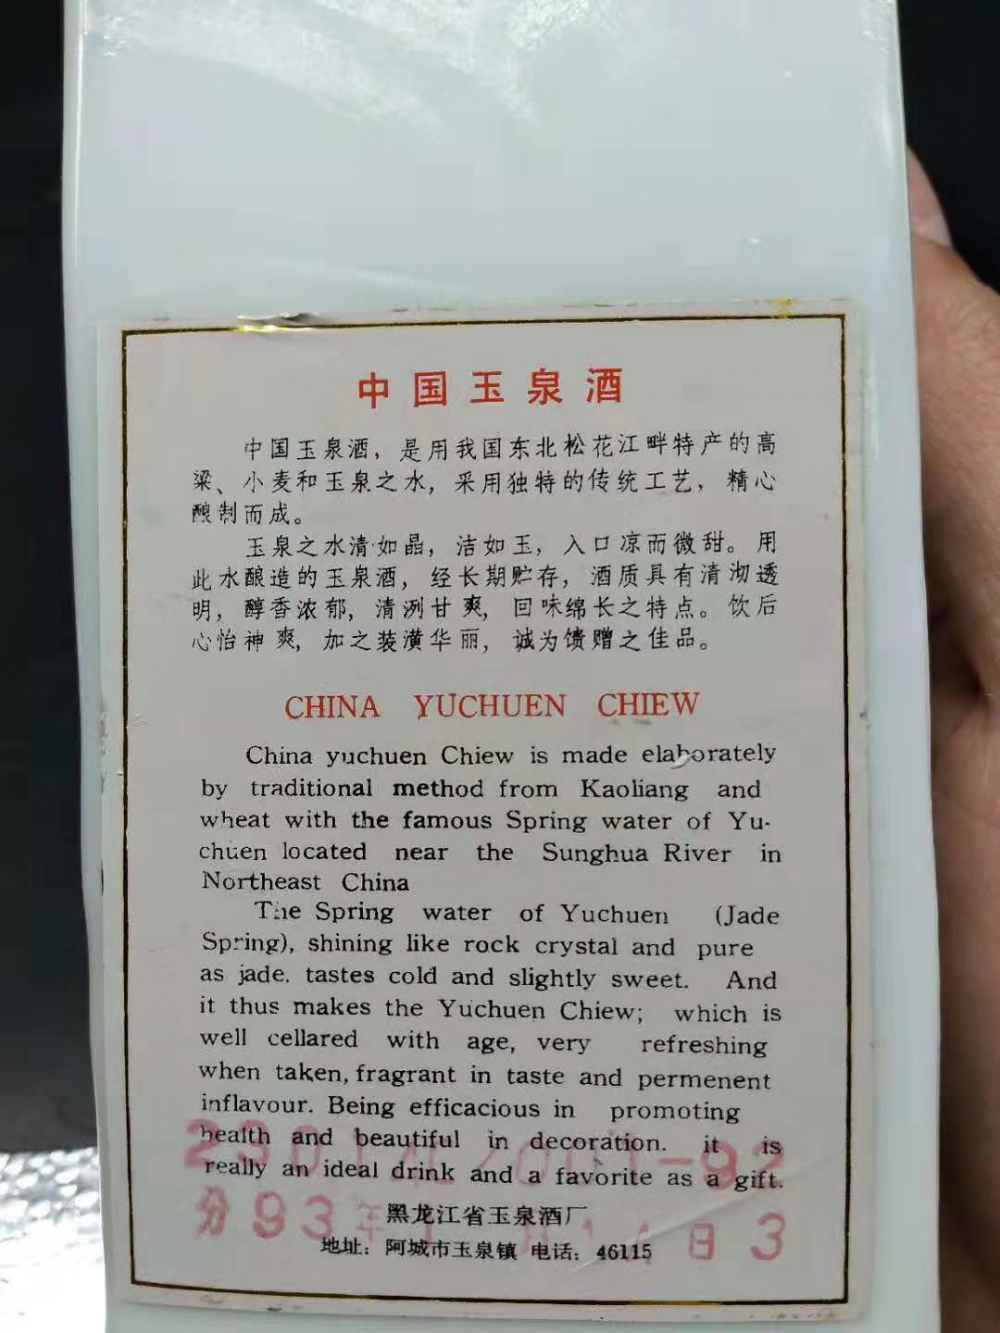 中国玉泉酒
中国玉泉酒，是用我国东北松花江畔特产的高
粱、小麦和玉泉之水，采用独特的传统工艺，精心
酿制而成。
玉泉之水清如晶，洁如玉，入口凉而微甜。用
此水酿造的玉泉酒，经长期贮存，酒质具有清沏透
明，醇香浓郁，清冽甘爽，回味绵长之特点。饮后
心怡神爽，加之装潢华丽，诚为馈赠之佳品。
CHINA YUCHUEN CHIEW
China yuchuen Chiew is made elaborately
by traditional method from Kaoliang and
wheat with the famous Spring water of Yu-
chuen located near the Sunghua River in
Northeast China
The Spring water of Yuchuen (Jade
Spring), shining like rock crystal and pure
as jade. tastes cold and slightly sweet. And
it thus makes the Yuchuen Chiew; which is
well cellared with age, very refreshing
when taken, fragrant in taste and permenent
inflavour. Being efficacious in promoting
health and beautiful in decoration. it is
really an ideal drink and a favorite as a gift.
分93年 日3
黑龙江省玉泉酒厂
地址：阿城市玉泉镇 电话：46115